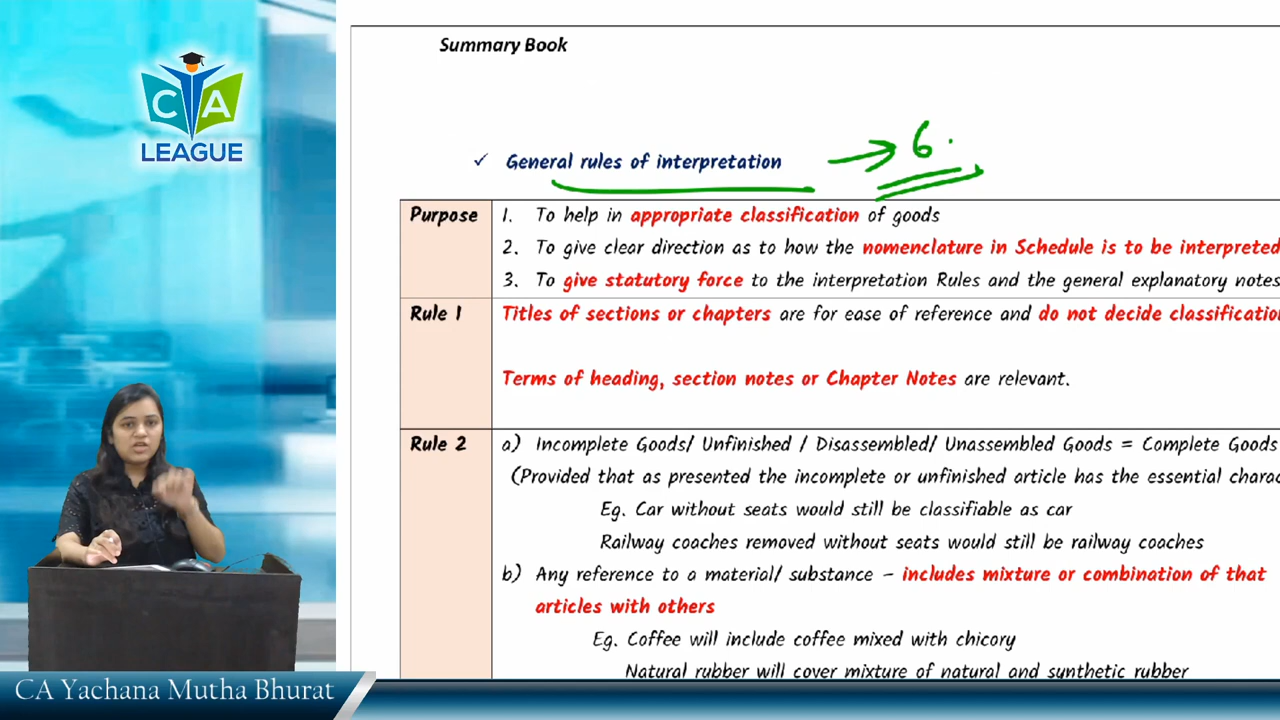 CA
LEAGUE
Summary Book
✓ General rules of interpretation → 6.
Purpose
1. To help in appropriate classification of goods
2. To give clear direction as to how the nomenclature in Schedule is to be interpreted
3. To give statutory force to the interpretation Rules and the general explanatory notes
Rule 1
Titles of sections or chapters are for ease of reference and do not decide classificatio
Terms of heading, section notes or Chapter Notes are relevant.
Rule 2
a) Incomplete Goods/ Unfinished / Disassembled/ Unassembled Goods = Complete Goods
(Provided that as presented the incomplete or unfinished article has the essential charac
Eg. Car without seats would still be classifiable as car
Railway coaches removed without seats would still be railway coaches
b) Any reference to a material/ substance – includes mixture or combination of that
articles with others
Eg. Coffee will include coffee mixed with chicory
Natural rubber will cover mixture of natural and synthetic rubber
CA Yachana Mutha Bhurat